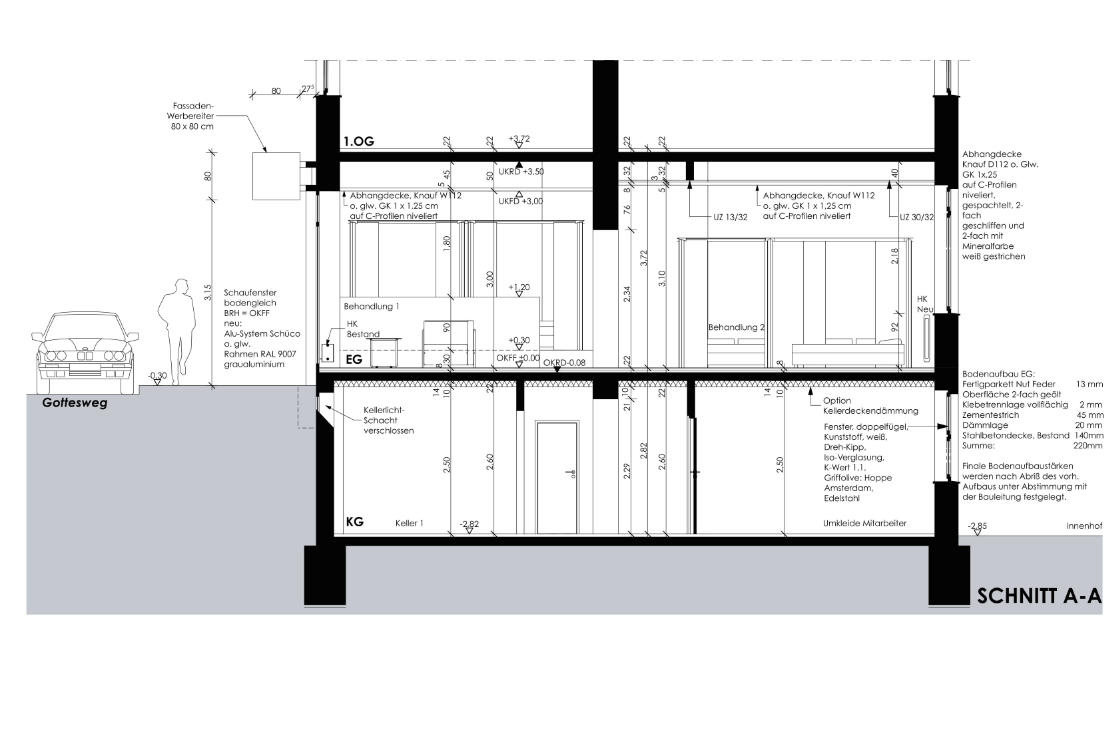 80
27⁵
Fassaden-
Werbereiter
80 x 80 cm
80
3,15
1.OG
22
22
+3,72
22
22
UKRD +3,50
5 45
50
UKFD +3,00
Abhangdecke, Knauf W112
o. glw. GK 1 x 1,25 cm
auf C-Profilen nivelliert
32
8
76
3 32
5
Abhangdecke, Knauf W112
o. glw. GK 1 x 1,25 cm
auf C-Profilen nivelliert
UZ 13/32
UZ 30/32
40
Abhangdecke
Knauf D112 o. Glw.
GK 1x,25
auf C-Profilen
niveliert,
gespachtelt, 2-
fach
geschliffen und
2-fach mit
Mineralfarbe
weiß gestrichen
1,80
3,00
3,72
3,10
2,34
2,18
+1,20
Schaufenster
bodengleich
BRH = OKFF
neu:
Alu-System Schüco
o. glw.
Rahmen RAL 9007
graualuminium
Behandlung 1
HK
Bestand
90
+0,30
EG
8 30
OKFF ±0.00
OKRD-0.08
22
Behandlung 2
HK
Neu
92
8
-0,30
Gottesweg
14
10
22
21 10
14
10
14
10
Kellerlicht-
Schacht
verschlossen
Option
Kellerdeckendämmung
Fenster, doppelfügel,
Kunststoff, weiß,
Dreh-Kipp,
Iso-Verglasung,
K-Wert 1.1,
Griffolive: Hoppe
Amsterdam,
Edelstahl
2,50
2,60
2,29
2,82
2,60
2,50
Bodenaufbau EG:
Fertigparkett Nut Feder 13 mm
Oberfläche 2-fach geölt
Klebetrennlage vollflächig 2 mm
Zementestrich 45 mm
Dämmlage 20 mm
Stahlbetondecke, Bestand 140mm
Summe: 220mm
Finale Bodenaufbaustärken
werden nach Abriß des vorh.
Aufbaus unter Abstimmung mit
der Bauleitung festgelegt.
KG
Keller 1
-2,82
Umkleide Mitarbeiter
-2,85
Innenhof
SCHNITT A-A